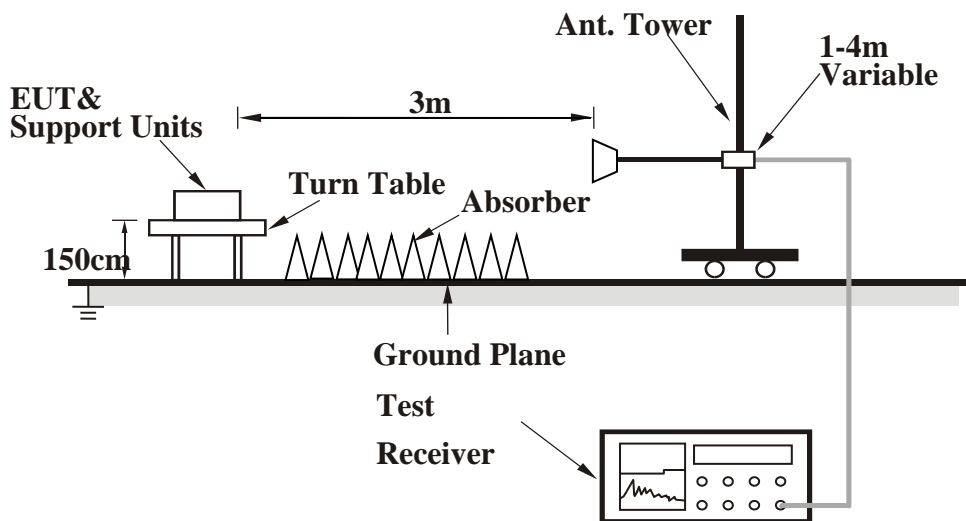 Ant. Tower
1-4m
Variable
EUT&
Support Units
3m
Turn Table
Absorber
150cm
Ground Plane
Test
Receiver